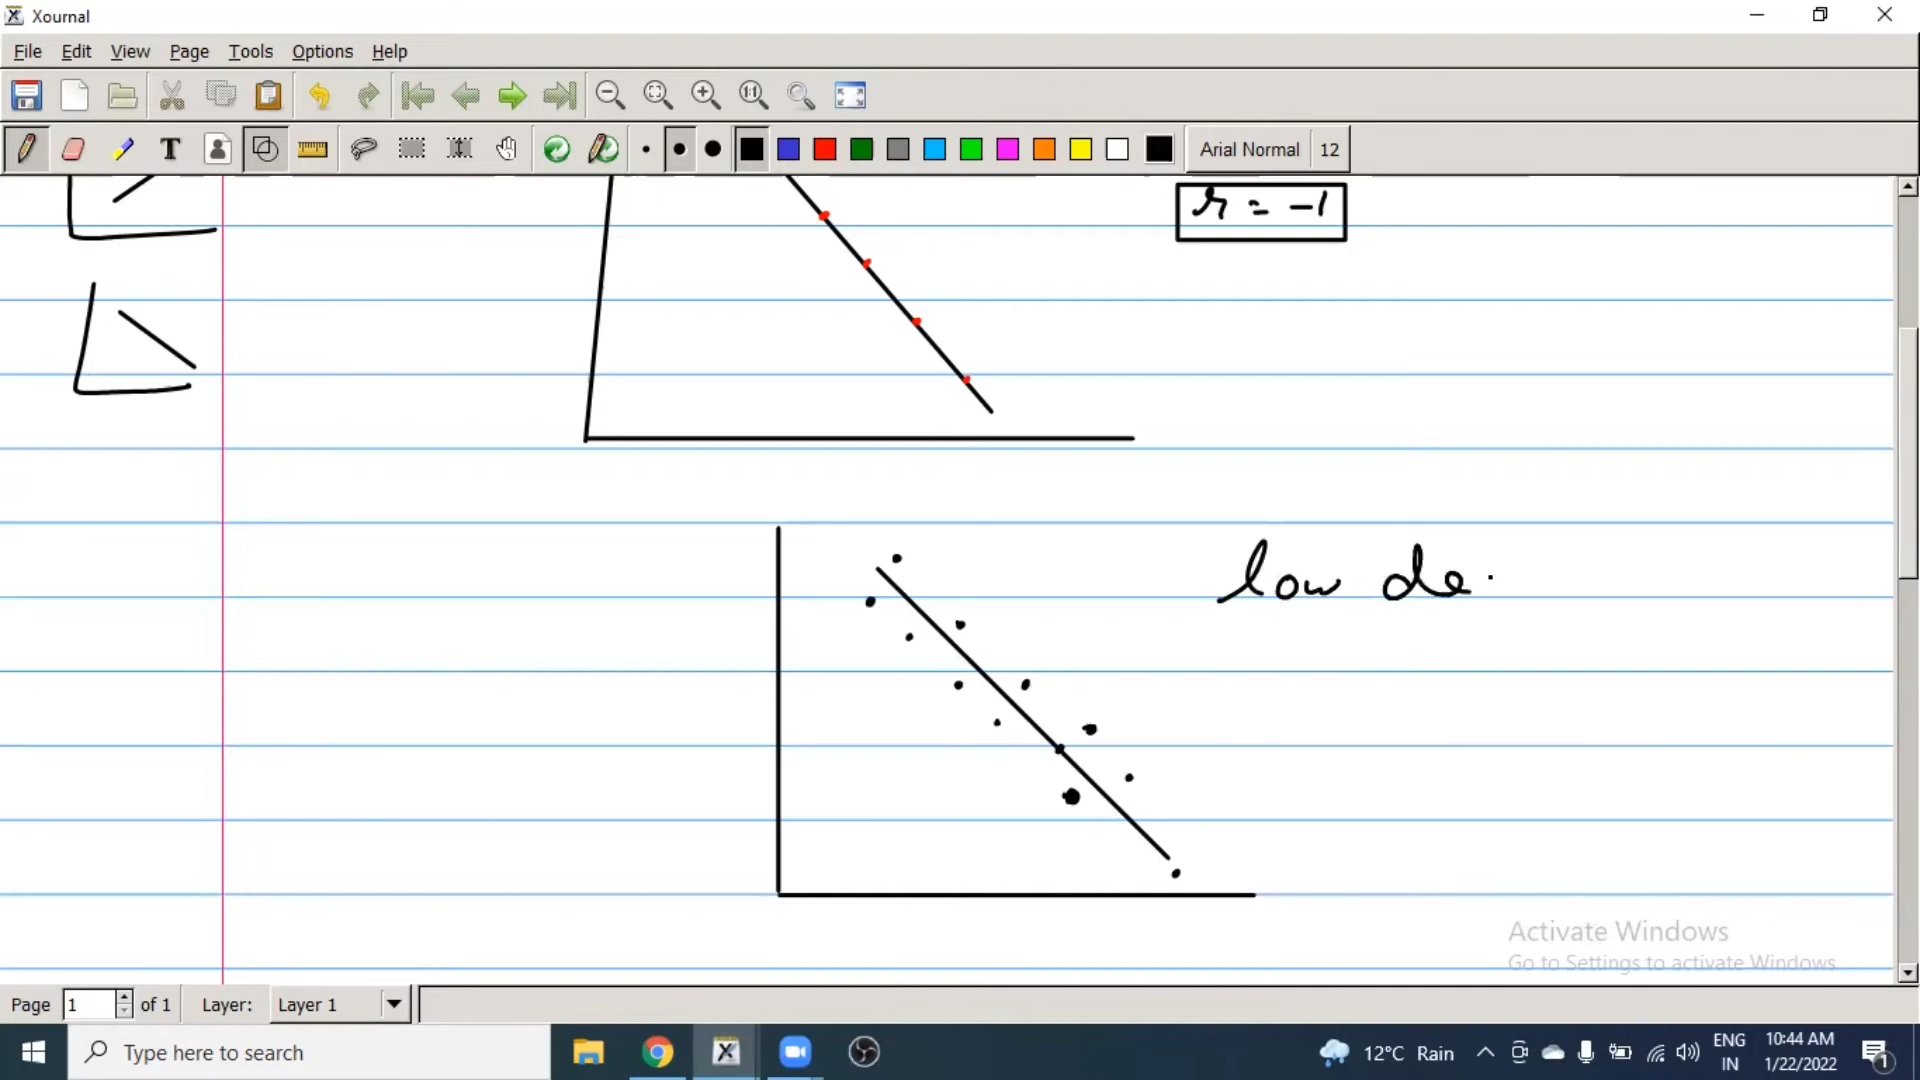 Xournal
File Edit View Page Tools Options Help
T Arial Normal 12
r = -1
low de
Activate Windows
Go to Settings to activate Windows.
Page 1 of 1 Layer: Layer 1
Type here to search
12°C Rain
ENG
IN
10:44 AM
1/22/2022
1